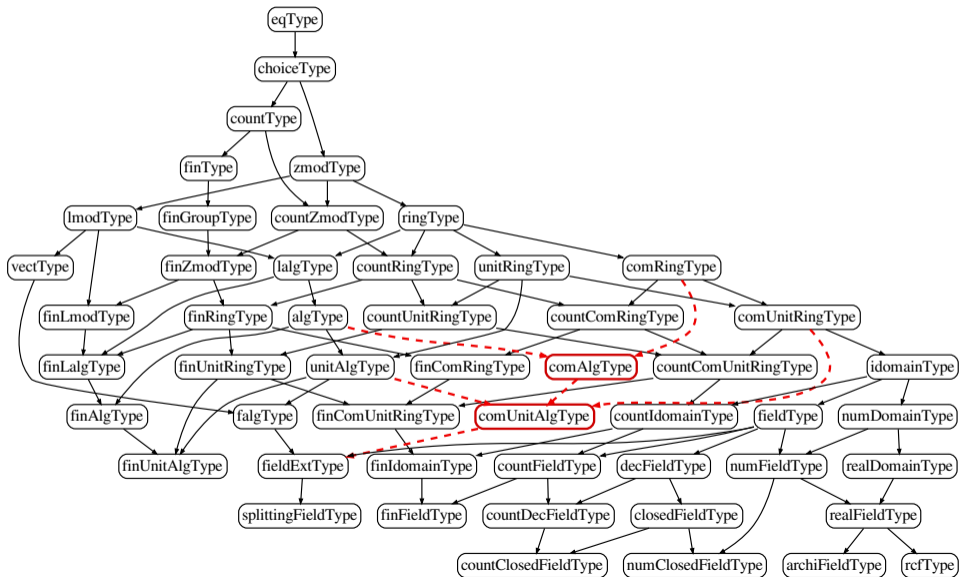 eqType
choiceType
countType
finType
zmodType
lmodType
finGroupType
countZmodType
ringType
vectType
finZmodType
lalgType
countRingType
unitRingType
comRingType
finLmodType
finRingType
algType
countUnitRingType
countComRingType
comUnitRingType
finLalgType
finUnitRingType
unitAlgType
finComRingType
comAlgType
countComUnitRingType
idomainType
finAlgType
falgType
finComUnitRingType
comUnitAlgType
countIdomainType
fieldType
numDomainType
finUnitAlgType
fieldExtType
finIdomainType
countFieldType
decFieldType
numFieldType
realDomainType
splittingFieldType
finFieldType
countDecFieldType
closedFieldType
realFieldType
countClosedFieldType
numClosedFieldType
archiFieldType
rcfType